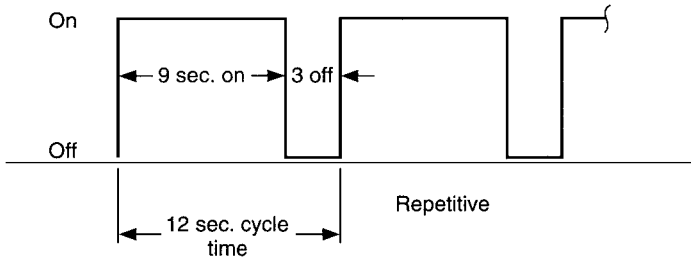 On
9 sec. on
3 off
Off
Repetitive
12 sec. cycle
time